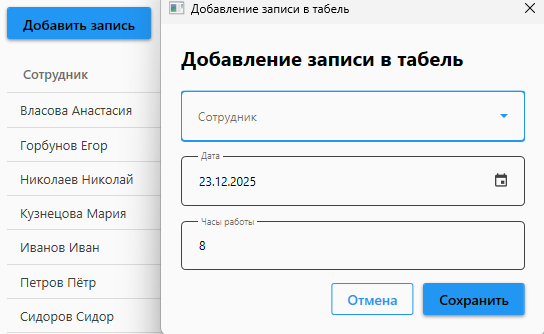 Добавить запись
Сотрудник
Власова Анастасия
Горбунов Егор
Николаев Николай
Кузнецова Мария
Иванов Иван
Петров Пётр
Сидоров Сидор
Добавление записи в табель
Добавление записи в табель
Сотрудник
Дата
23.12.2025
Часы работы
8
Отмена
Сохранить